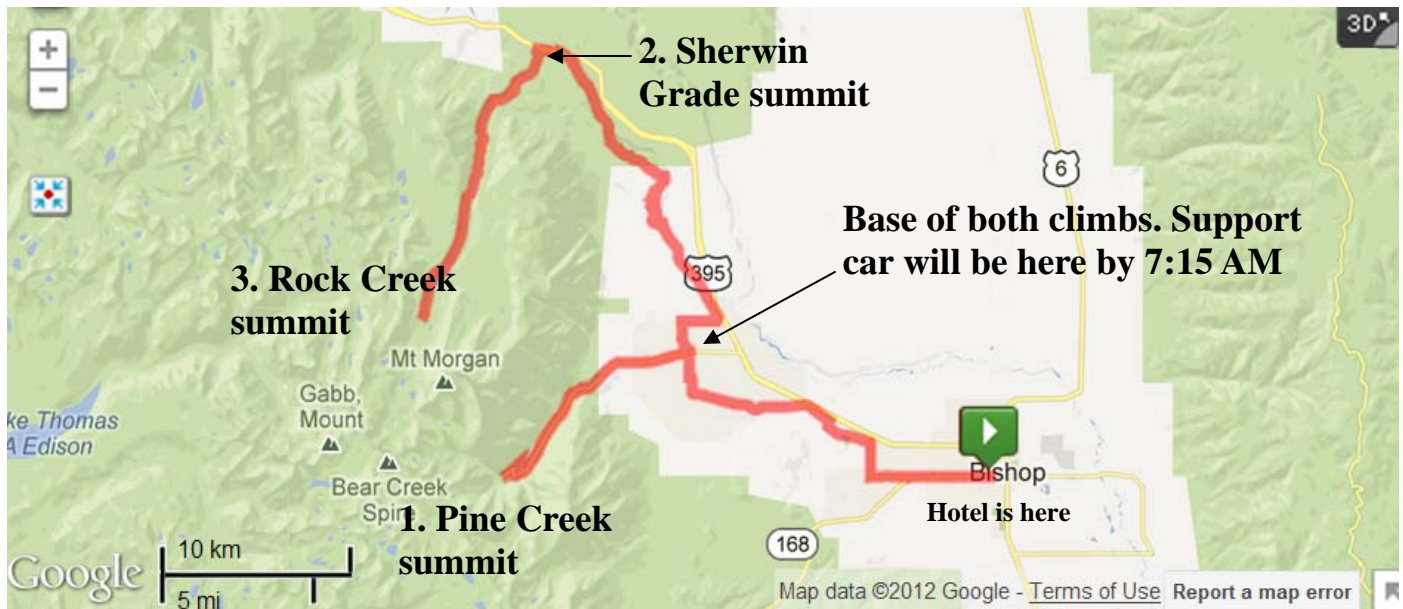 3D
+
−
2. Sherwin
Grade summit
6
Base of both climbs. Support
car will be here by 7:15 AM
395
3. Rock Creek
summit
Mt Morgan
Gabb,
Mount
ke Thomas
A Edison
Bear Creek
Spine
Bishop
Hotel is here
1. Pine Creek
summit
168
10 km
5 mi
Google
Map data ©2012 Google - Terms of Use
Report a map error